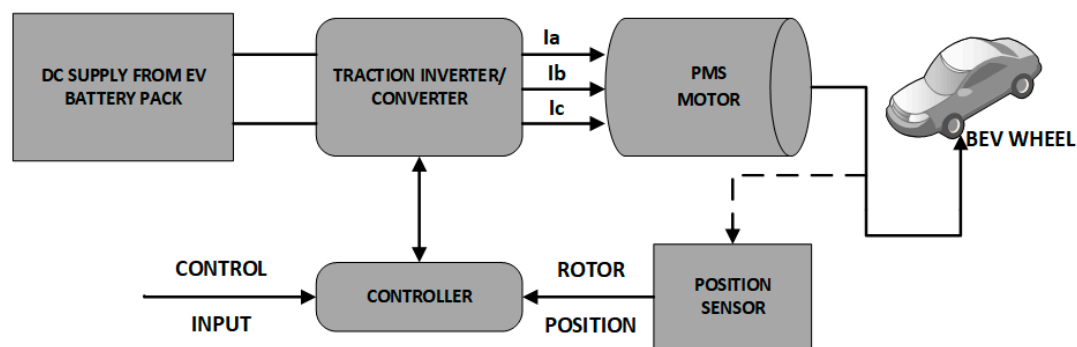 DC SUPPLY FROM EV
BATTERY PACK
TRACTION INVERTER/
CONVERTER
Ia
Ib
Ic
PMS
MOTOR
BEV WHEEL
CONTROL
INPUT
CONTROLLER
ROTOR
POSITION
POSITION
SENSOR